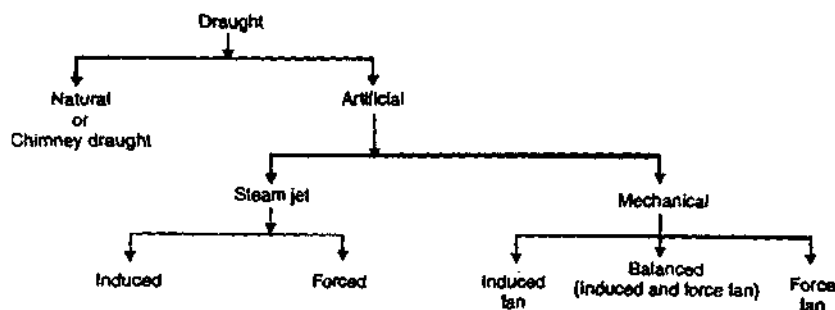 Draught
Natural
or
Chimney draught
Artificial
Steam jet
Mechanical
Induced
Forced
Induced
fan
Balanced
(induced and force fan)
Force
fan